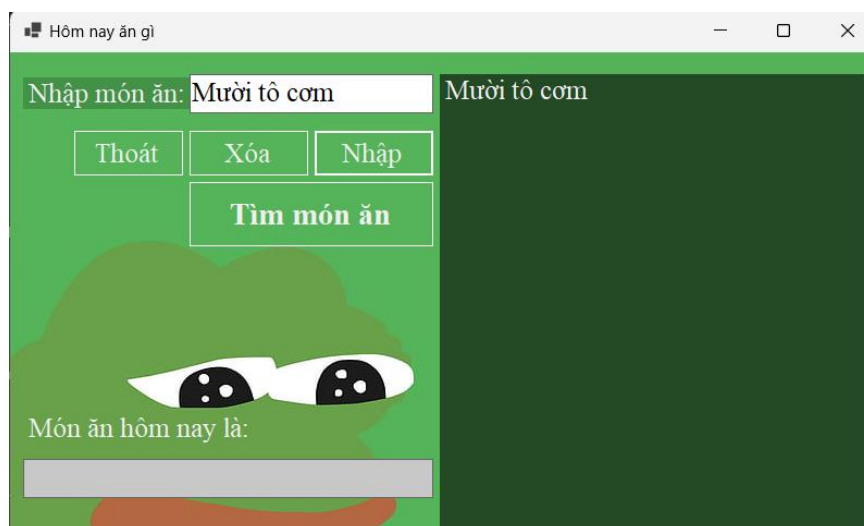 Hôm nay ăn gì
Nhập món ăn: Mười tô cơm
Thoát Xóa Nhập
Tìm món ăn
Món ăn hôm nay là:
Mười tô cơm